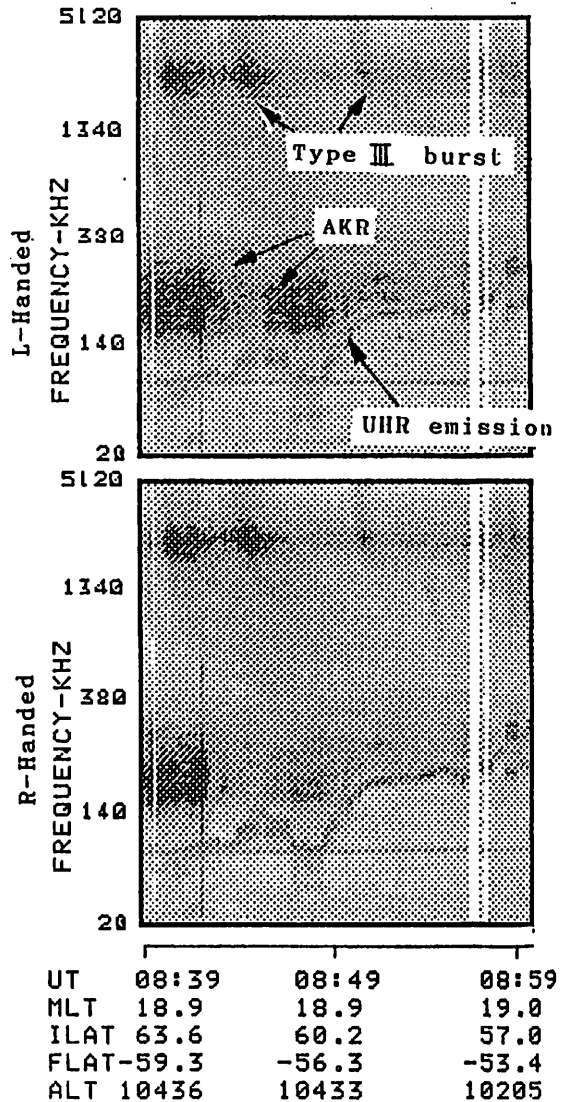 5120
1340
380
140
20
L-Handed
FREQUENCY-KHZ
Type III burst
AKR
UHR emission
5120
1340
380
140
20
R-Handed
FREQUENCY-KHZ
UT 08:39 08:49 08:59
MLT 18.9 18.9 19.0
ILAT 63.6 60.2 57.0
FLAT-59.3 -56.3 -53.4
ALT 10436 10433 10205